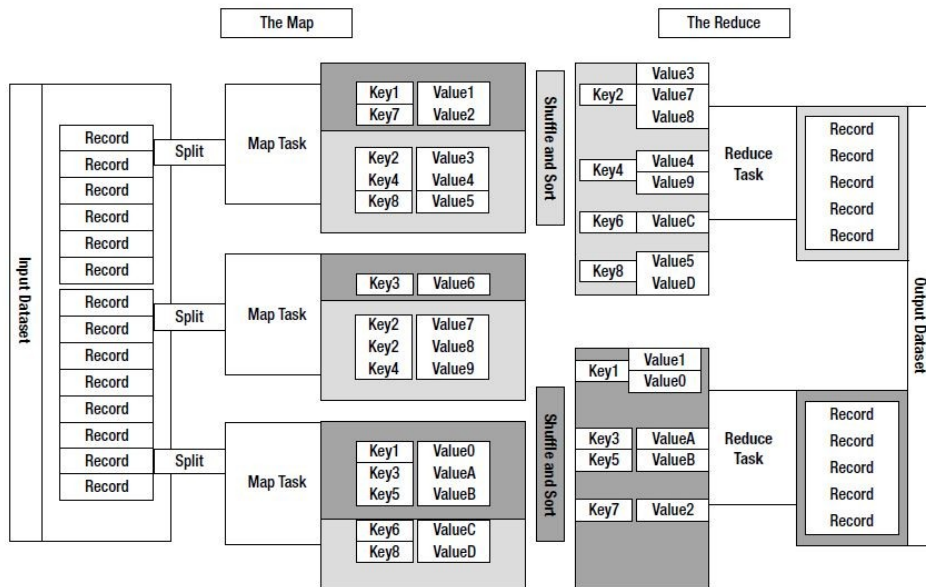 The Map
The Reduce
Input Dataset
Record
Record
Record
Record
Record
Record
Record
Record
Record
Record
Record
Record
Record
Record
Split
Split
Split
Map Task
Key1 Value1
Key7 Value2
Key2 Value3
Key4 Value4
Key8 Value5
Map Task
Key3 Value6
Key2 Value7
Key2 Value8
Key4 Value9
Map Task
Key1 Value0
Key3 ValueA
Key5 ValueB
Key6 ValueC
Key8 ValueD
Shuffle and Sort
Shuffle and Sort
Value3
Key2 Value7
Value8
Key4 Value4
Value9
Key6 ValueC
Key8 Value5
ValueD
Reduce
Task
Record
Record
Record
Record
Record
Key1 Value1
Value0
Key3 ValueA
Key5 ValueB
Key7 Value2
Reduce
Task
Record
Record
Record
Record
Record
Output Dataset